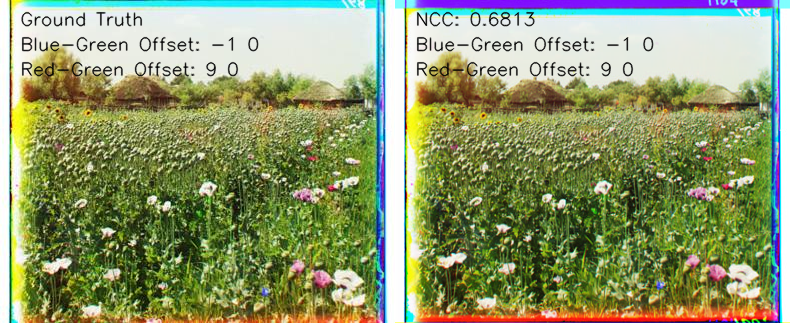 Ground Truth
Blue-Green Offset: -1 0
Red-Green Offset: 9 0
NCC: 0.6813
Blue-Green Offset: -1 0
Red-Green Offset: 9 0